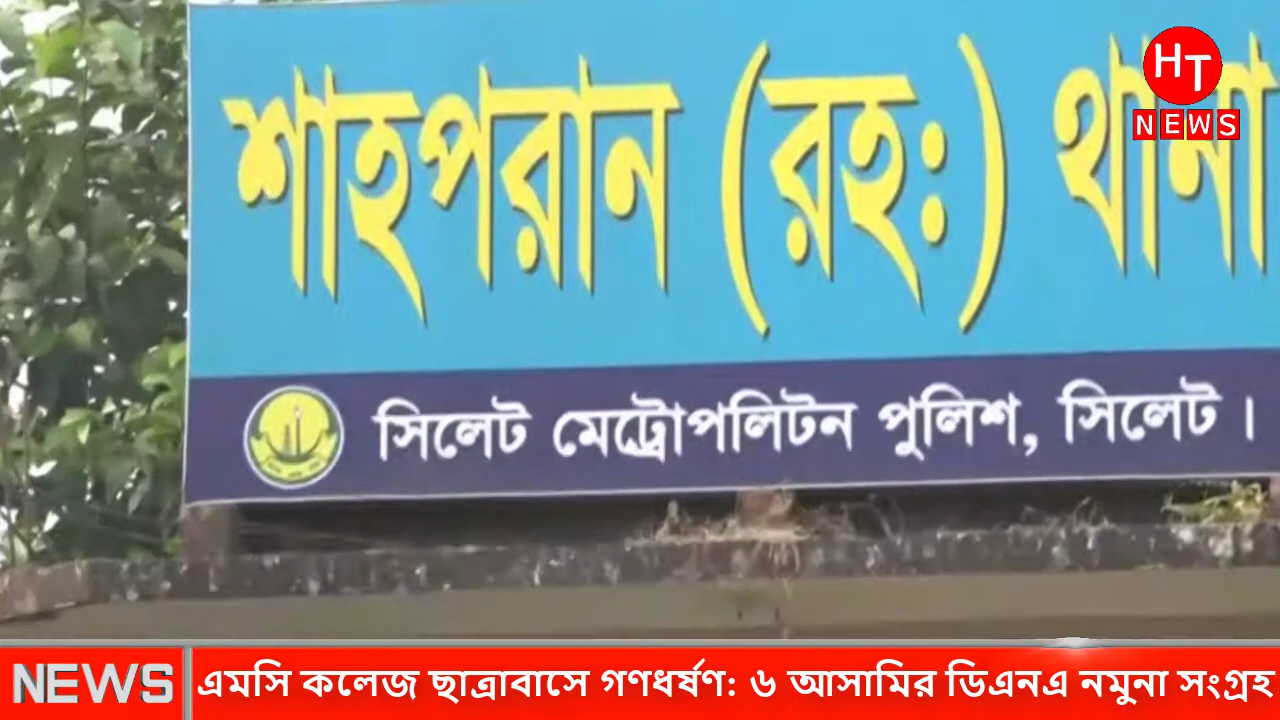 শাহপরান (রহঃ) থানা
HT
NEWS
সিলেট মেট্রোপলিটন পুলিশ, সিলেট।
NEWS
এমসি কলেজ ছাত্রাবাসে গণধর্ষণ: ৬ আসামির ডিএনএ নমুনা সংগ্রহ